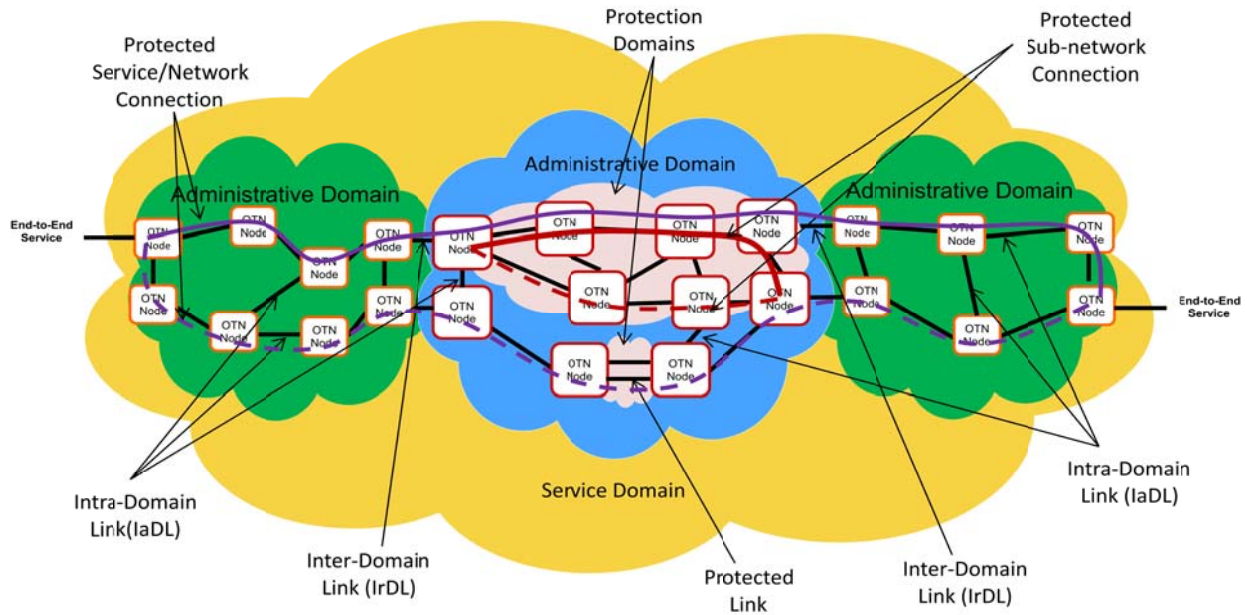 Protected
Service/Network
Connection
Protection
Domains
Protected
Sub-network
Connection
Administrative Domain
Administrative Domain
Administrative Domain
End-to-End
Service
OTN
Node
OTN
Node
OTN
Node
OTN
Node
OTN
Node
OTN
Node
OTN
Node
OTN
Node
OTN
Node
OTN
Node
OTN
Node
OTN
Node
OTN
Node
OTN
Node
OTN
Node
OTN
Node
OTN
Node
OTN
Node
OTN
Node
OTN
Node
OTN
Node
OTN
Node
OTN
Node
OTN
Node
End-to-End
Service
Service Domain
Intra-Domain
Link(IaDL)
Inter-Domain
Link (IrDL)
Protected
Link
Inter-Domain
Link (IrDL)
Intra-Domain
Link (IaDL)